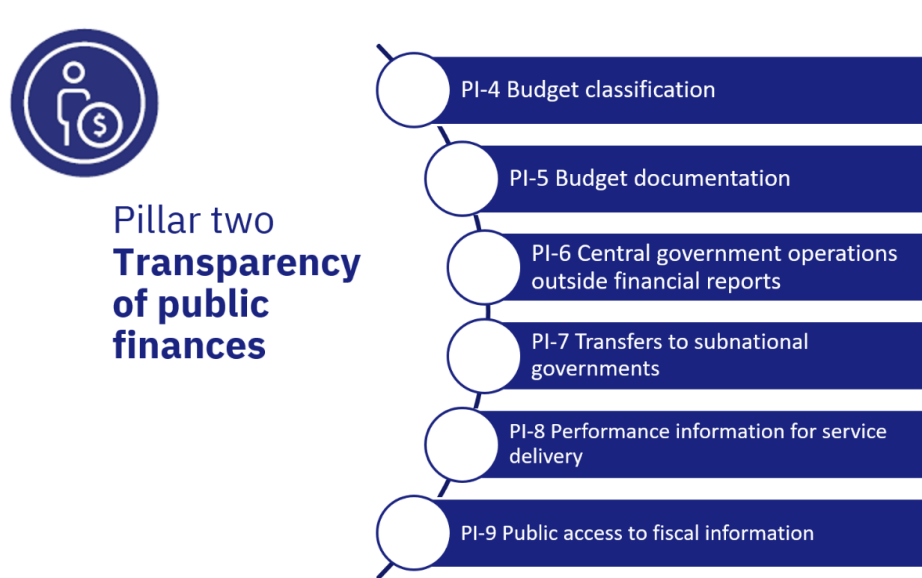 $
Pillar two
Transparency
of public
finances
PI-4 Budget classification
PI-5 Budget documentation
PI-6 Central government operations
outside financial reports
PI-7 Transfers to subnational
governments
PI-8 Performance information for service
delivery
PI-9 Public access to fiscal information